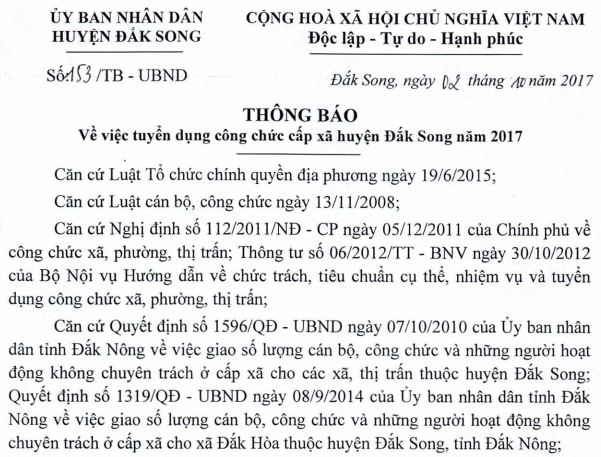 ỦY BAN NHÂN DÂN
HUYỆN ĐẮK SONG
CỘNG HOÀ XÃ HỘI CHỦ NGHĨA VIỆT NAM
Độc lập - Tự do - Hạnh phúc
Số:153/TB - UBND
Đắk Song, ngày 02 tháng 10 năm 2017
THÔNG BÁO
Về việc tuyển dụng công chức cấp xã huyện Đắk Song năm 2017
Căn cứ Luật Tổ chức chính quyền địa phương ngày 19/6/2015;
Căn cứ Luật cán bộ, công chức ngày 13/11/2008;
Căn cứ Nghị định số 112/2011/NĐ - CP ngày 05/12/2011 của Chính phủ về
công chức xã, phường, thị trấn; Thông tư số 06/2012/TT - BNV ngày 30/10/2012
của Bộ Nội vụ Hướng dẫn về chức trách, tiêu chuẩn cụ thể, nhiệm vụ và tuyển
dụng công chức xã, phường, thị trấn;
Căn cứ Quyết định số 1596/QĐ - UBND ngày 07/10/2010 của Ủy ban nhân
dân tỉnh Đắk Nông về việc giao số lượng cán bộ, công chức và những người hoạt
động không chuyên trách ở cấp xã cho các xã, thị trấn thuộc huyện Đắk Song;
Quyết định số 1319/QĐ - UBND ngày 08/9/2014 của Ủy ban nhân dân tỉnh Đắk
Nông về việc giao số lượng cán bộ, công chức và những người hoạt động không
chuyên trách ở cấp xã cho xã Đắk Hòa thuộc huyện Đắk Song, tỉnh Đắk Nông;